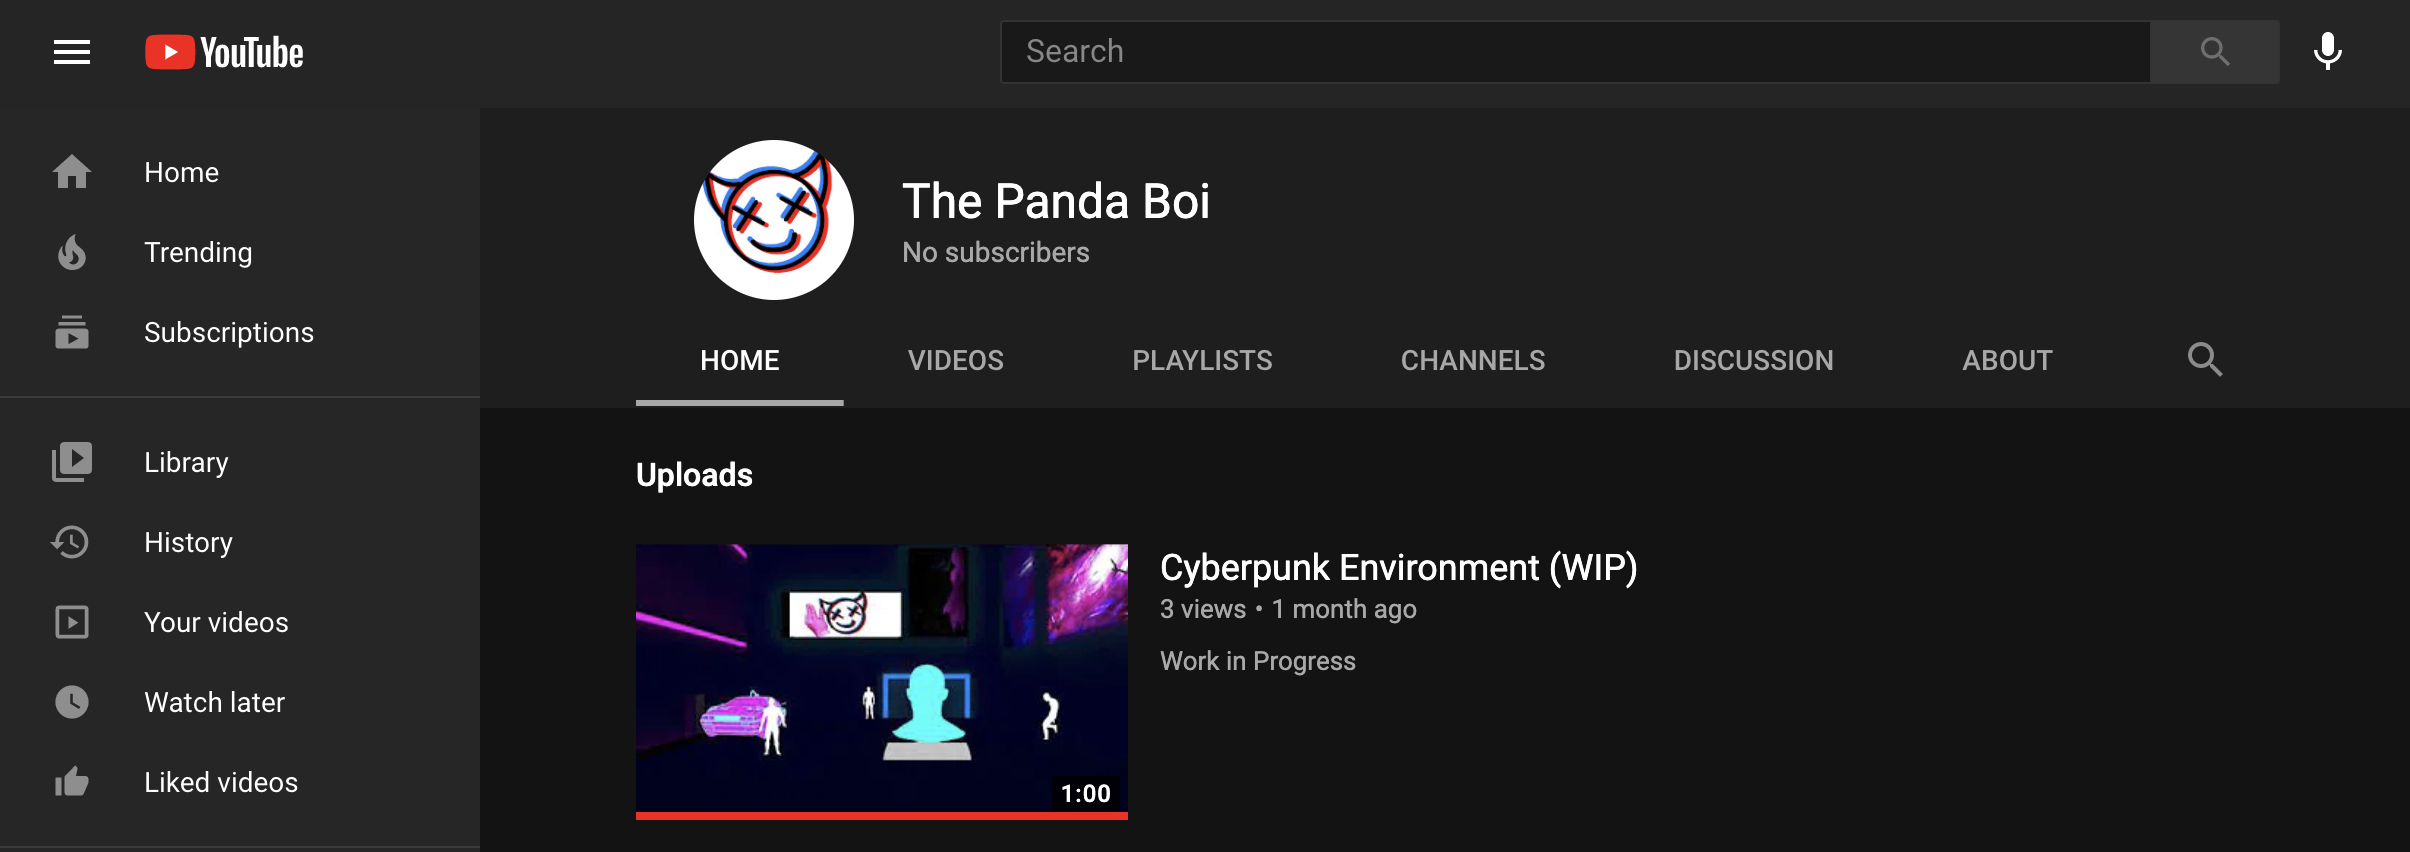 YouTube
Search
Home
Trending
Subscriptions
Library
History
Your videos
Watch later
Liked videos
The Panda Boi
No subscribers
HOME
VIDEOS
PLAYLISTS
CHANNELS
DISCUSSION
ABOUT
Uploads
1:00
Cyberpunk Environment (WIP)
3 views • 1 month ago
Work in Progress